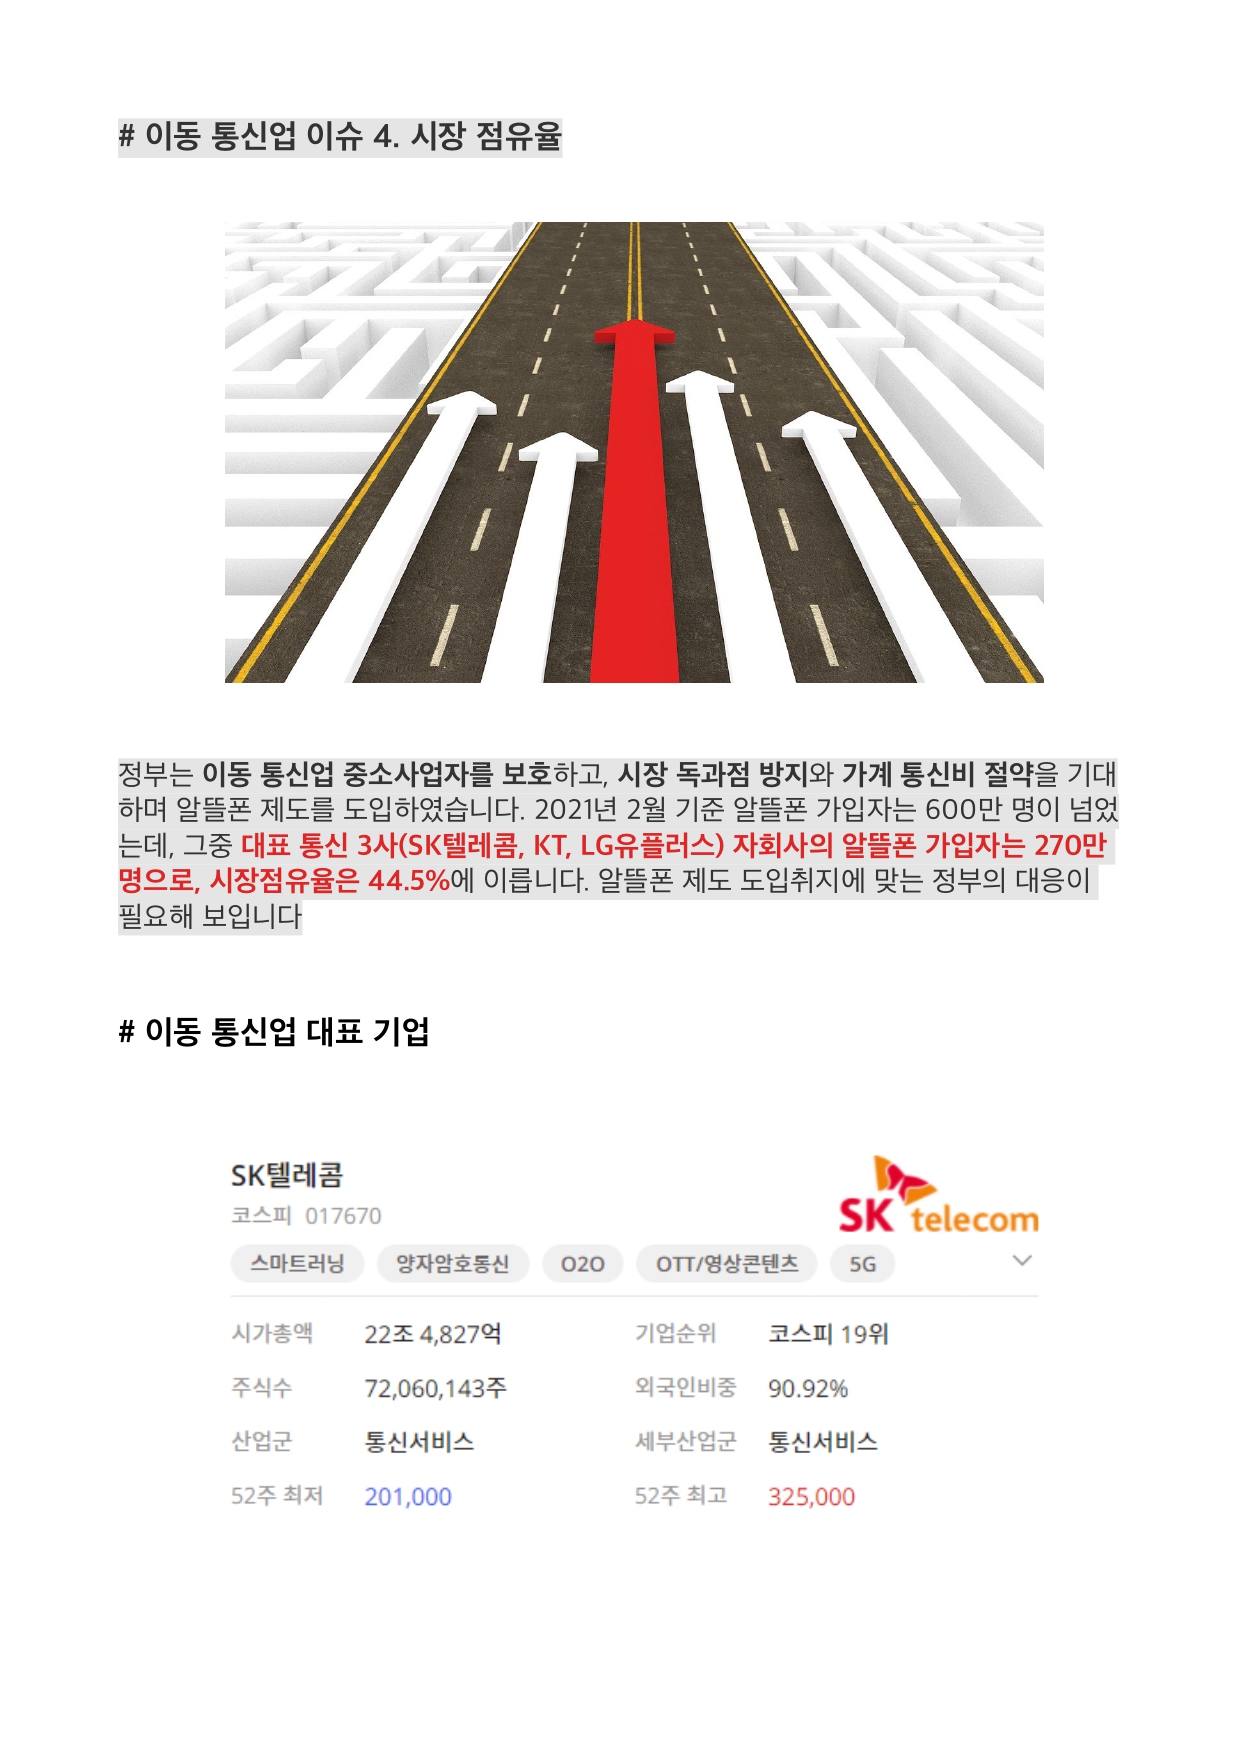 # 이동 통신업 이슈 4. 시장 점유율
정부는 이동 통신업 중소사업자를 보호하고, 시장 독과점 방지와 가계 통신비 절약을 기대
하며 알뜰폰 제도를 도입하였습니다. 2021년 2월 기준 알뜰폰 가입자는 600만 명이 넘었
는데, 그중 대표 통신 3사(SK텔레콤, KT, LG유플러스) 자회사의 알뜰폰 가입자는 270만
명으로, 시장점유율은 44.5%에 이릅니다. 알뜰폰 제도 도입취지에 맞는 정부의 대응이
필요해 보입니다
# 이동 통신업 대표 기업
SK텔레콤
코스피 017670
SK telecom
스마트러닝 양자암호통신 O2O OTT/영상콘텐츠 5G
시가총액 22조 4,827억 기업순위 코스피 19위
주식수 72,060,143주 외국인비중 90.92%
산업군 통신서비스 세부산업군 통신서비스
52주 최저 201,000 52주 최고 325,000